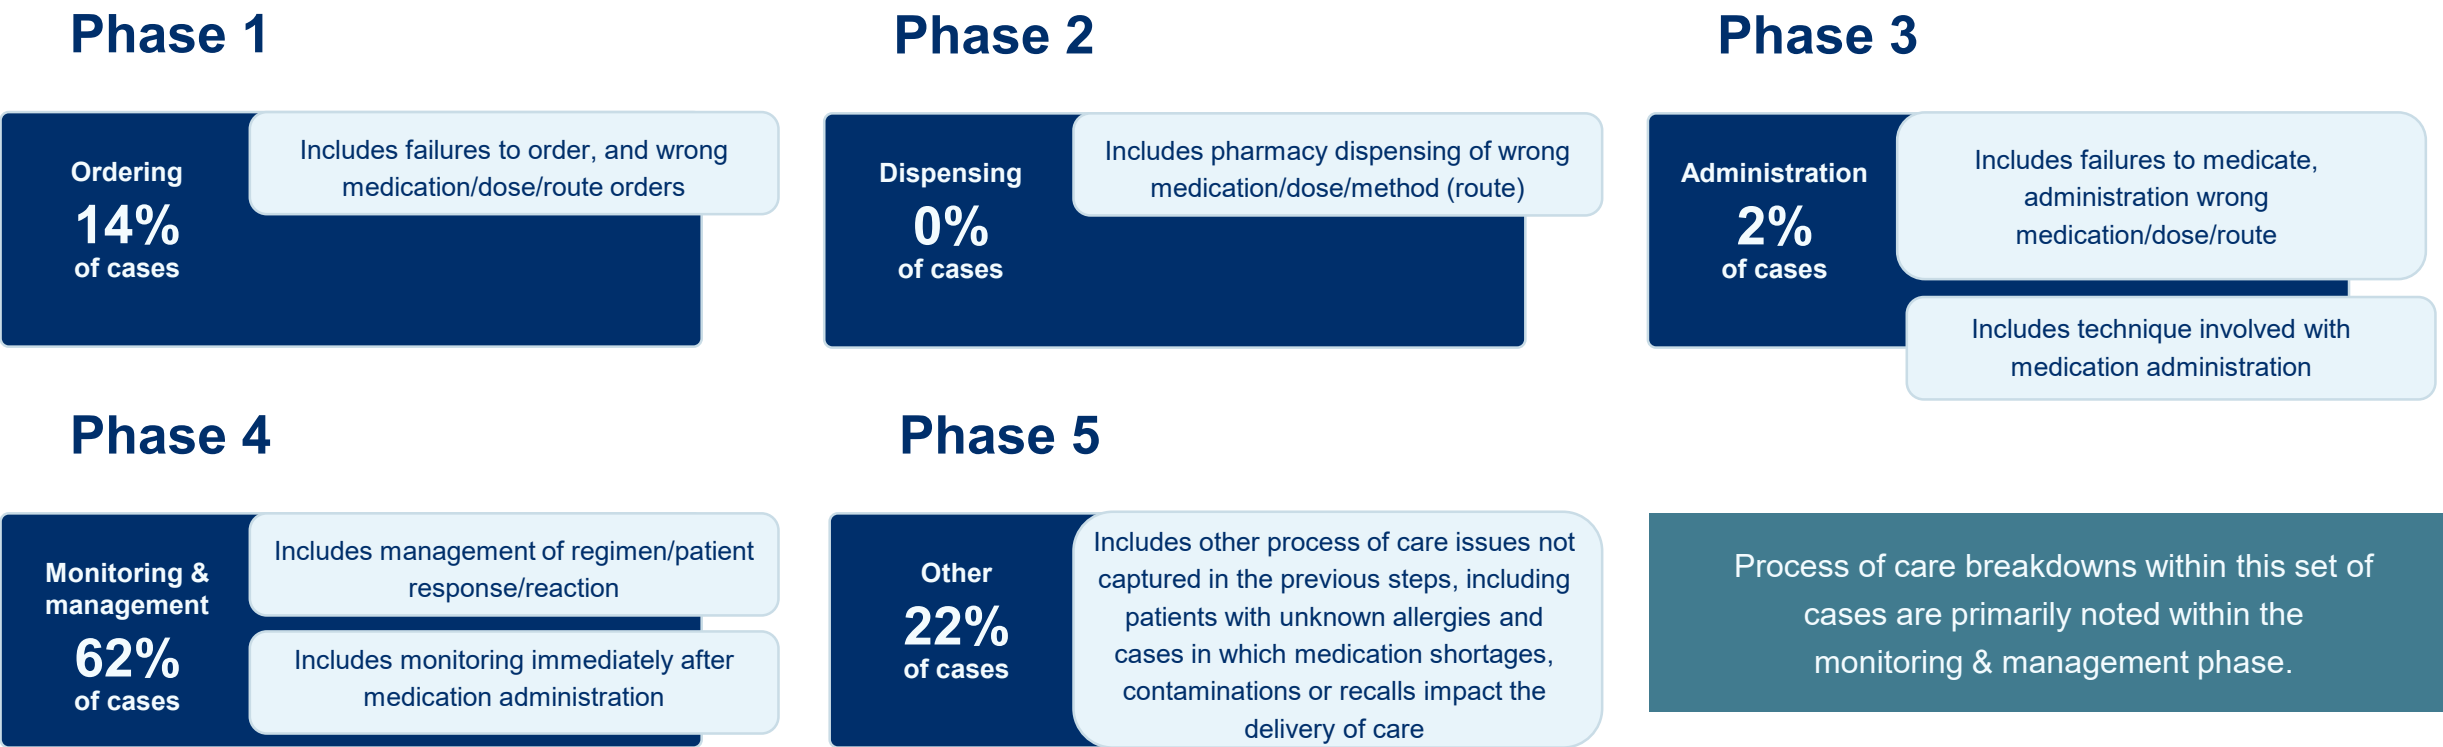 Phase 1
Ordering
14%
of cases
Includes failures to order, and wrong
medication/dose/route orders
Phase 2
Dispensing
0%
of cases
Includes pharmacy dispensing of wrong
medication/dose/method (route)
Phase 3
Administration
2%
of cases
Includes failures to medicate,
administration wrong
medication/dose/route
Includes technique involved with
medication administration
Phase 4
Monitoring &
management
62%
of cases
Includes management of regimen/patient
response/reaction
Includes monitoring immediately after
medication administration
Phase 5
Other
22%
of cases
Includes other process of care issues not
captured in the previous steps, including
patients with unknown allergies and
cases in which medication shortages,
contaminations or recalls impact the
delivery of care
Process of care breakdowns within this set of
cases are primarily noted within the
monitoring & management phase.